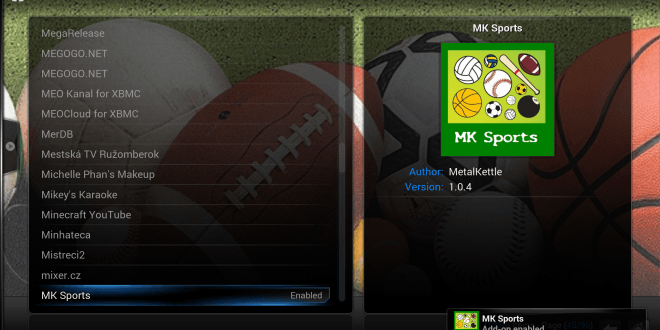 MegaRelease
MEGOGO.NET
MEGOGO.NET
MEO Kanal for XBMC
MEOCloud for XBMC
MerDB
Mestská TV Ružomberok
Michelle Phan's Makeup
Mikey's Karaoke
Minecraft YouTube
Minhateca
Mistreci2
mixer.cz
MK Sports Enabled
MK Sports
MK Sports
Author: MetalKettle
Version: 1.0.4
MK Sports
Add-on enabled